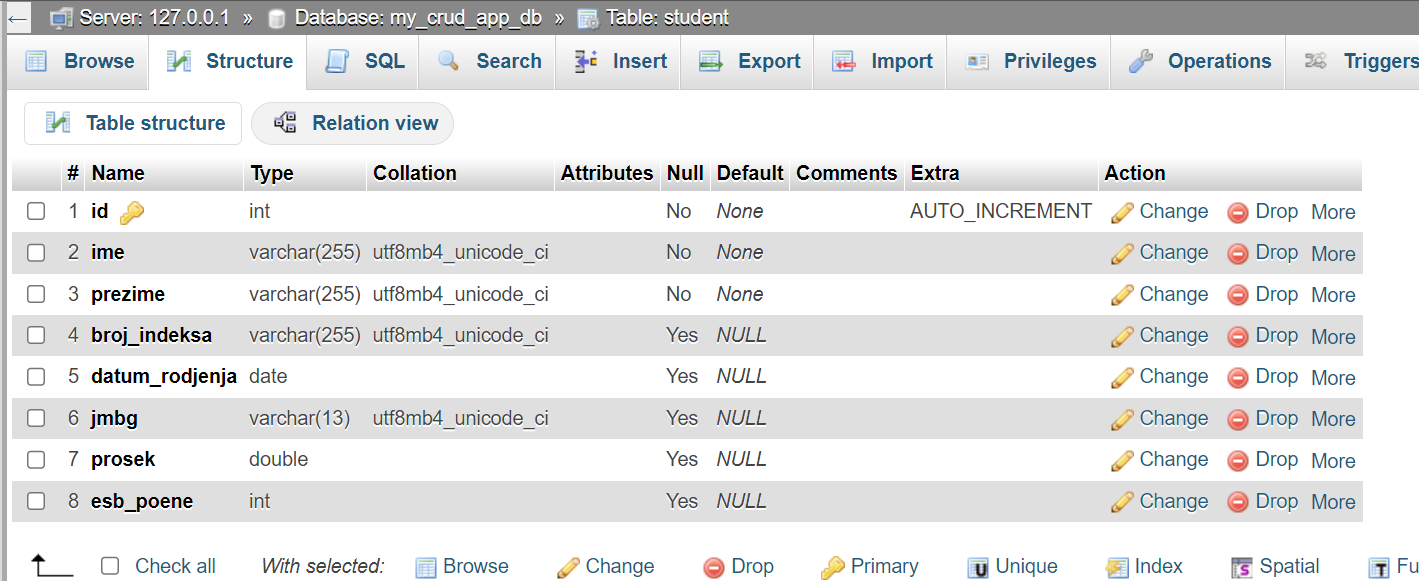 Server: 127.0.0.1 » Database: my_crud_app_db » Table: student
Browse Structure SQL Search Insert Export Import Privileges Operations Triggers
Table structure Relation view
# Name Type Collation Attributes Null Default Comments Extra Action
1 id int No None AUTO_INCREMENT Change Drop More
2 ime varchar(255) utf8mb4_unicode_ci No None Change Drop More
3 prezime varchar(255) utf8mb4_unicode_ci No None Change Drop More
4 broj_indeksa varchar(255) utf8mb4_unicode_ci Yes NULL Change Drop More
5 datum_rodjenja date Yes NULL Change Drop More
6 jmbg varchar(13) utf8mb4_unicode_ci Yes NULL Change Drop More
7 prosek double Yes NULL Change Drop More
8 esb_poene int Yes NULL Change Drop More
Check all With selected: Browse Change Drop Primary Unique Index Spatial Fu